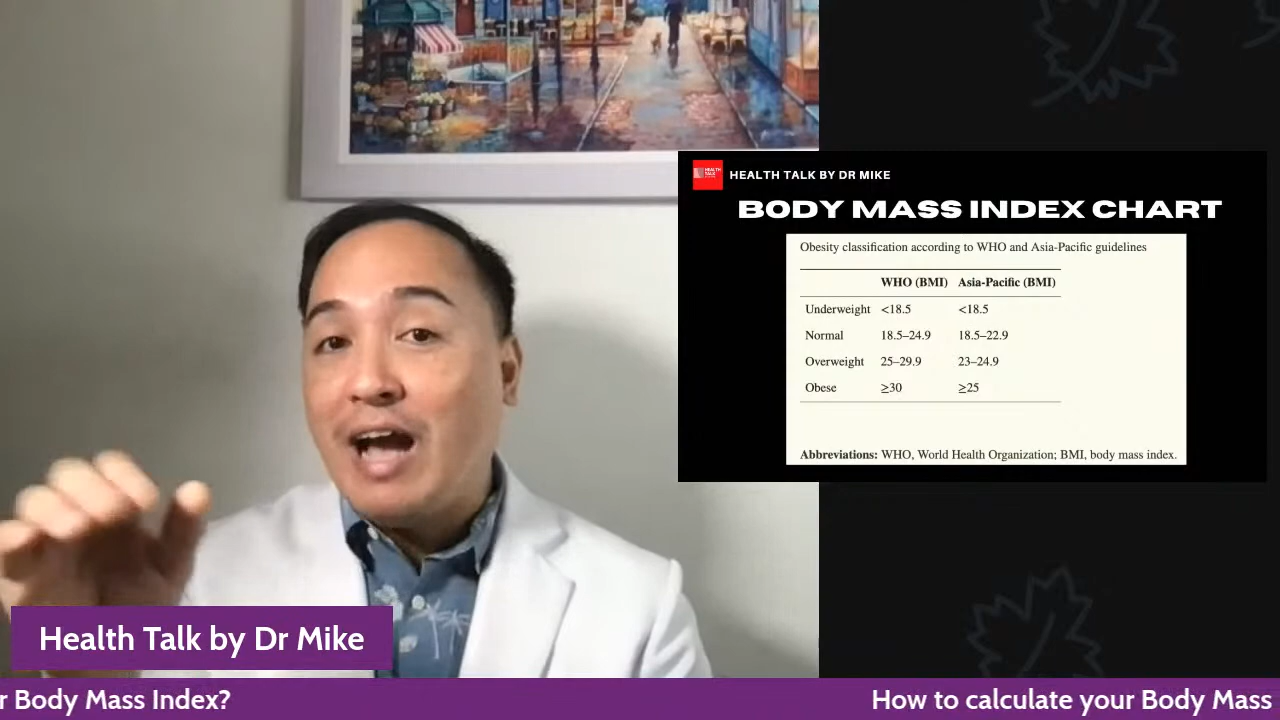 HEALTH TALK BY DR MIKE
BODY MASS INDEX CHART
Obesity classification according to WHO and Asia-Pacific guidelines
WHO (BMI) Asia-Pacific (BMI)
Underweight <18.5 <18.5
Normal 18.5–24.9 18.5–22.9
Overweight 25–29.9 23–24.9
Obese ≥30 ≥25
Abbreviations: WHO, World Health Organization; BMI, body mass index.
Health Talk by Dr Mike
r Body Mass Index? How to calculate your Body Mass